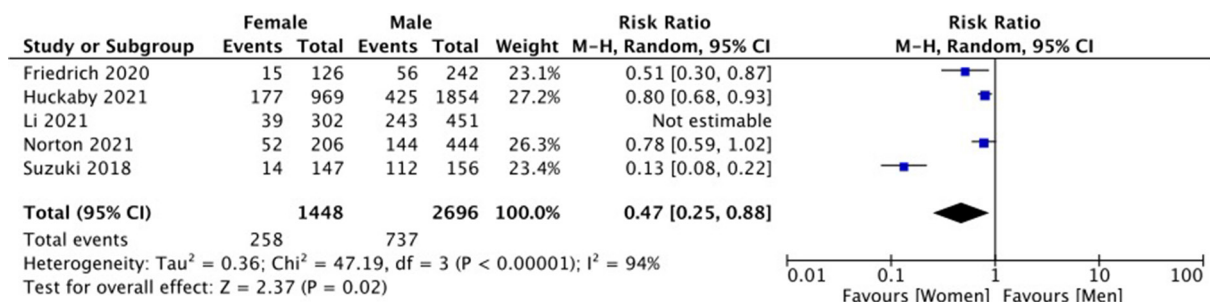 Female Male Risk Ratio Risk Ratio
Study or Subgroup Events Total Events Total Weight M-H, Random, 95% CI M-H, Random, 95% CI
Friedrich 2020 15 126 56 242 23.1% 0.51 [0.30, 0.87]
Huckaby 2021 177 969 425 1854 27.2% 0.80 [0.68, 0.93]
Li 2021 39 302 243 451 Not estimable
Norton 2021 52 206 144 444 26.3% 0.78 [0.59, 1.02]
Suzuki 2018 14 147 112 156 23.4% 0.13 [0.08, 0.22]
Total (95% CI) 1448 2696 100.0% 0.47 [0.25, 0.88]
Total events 258 737
Heterogeneity: Tau² = 0.36; Chi² = 47.19, df = 3 (P < 0.00001); I² = 94%
Test for overall effect: Z = 2.37 (P = 0.02)
0.01 0.1 1 10 100
Favours [Women] Favours [Men]